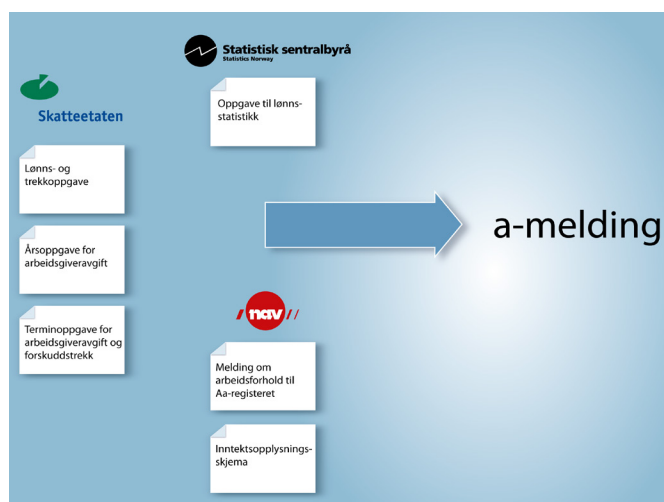 Statistisk sentralbyrå
Statistics Norway
Oppgave til lønns-
statistikk
Skatteetaten
Lønns- og
trekkoppgave
Årsoppgave for
arbeidsgiveravgift
Terminoppgave for
arbeidsgiveravgift og
forskuddstrekk
a-melding
nav
Melding om
arbeidsforhold til
Aa-registeret
Inntektsopplysnings-
skjema